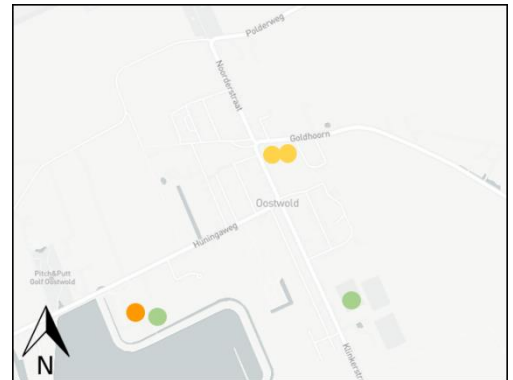 Polderweg
Noorderstraat
Goldhoorn
Oostwold
Huningaweg
Pitch&Putt
Golf Oostwold
Klinkerstr
N